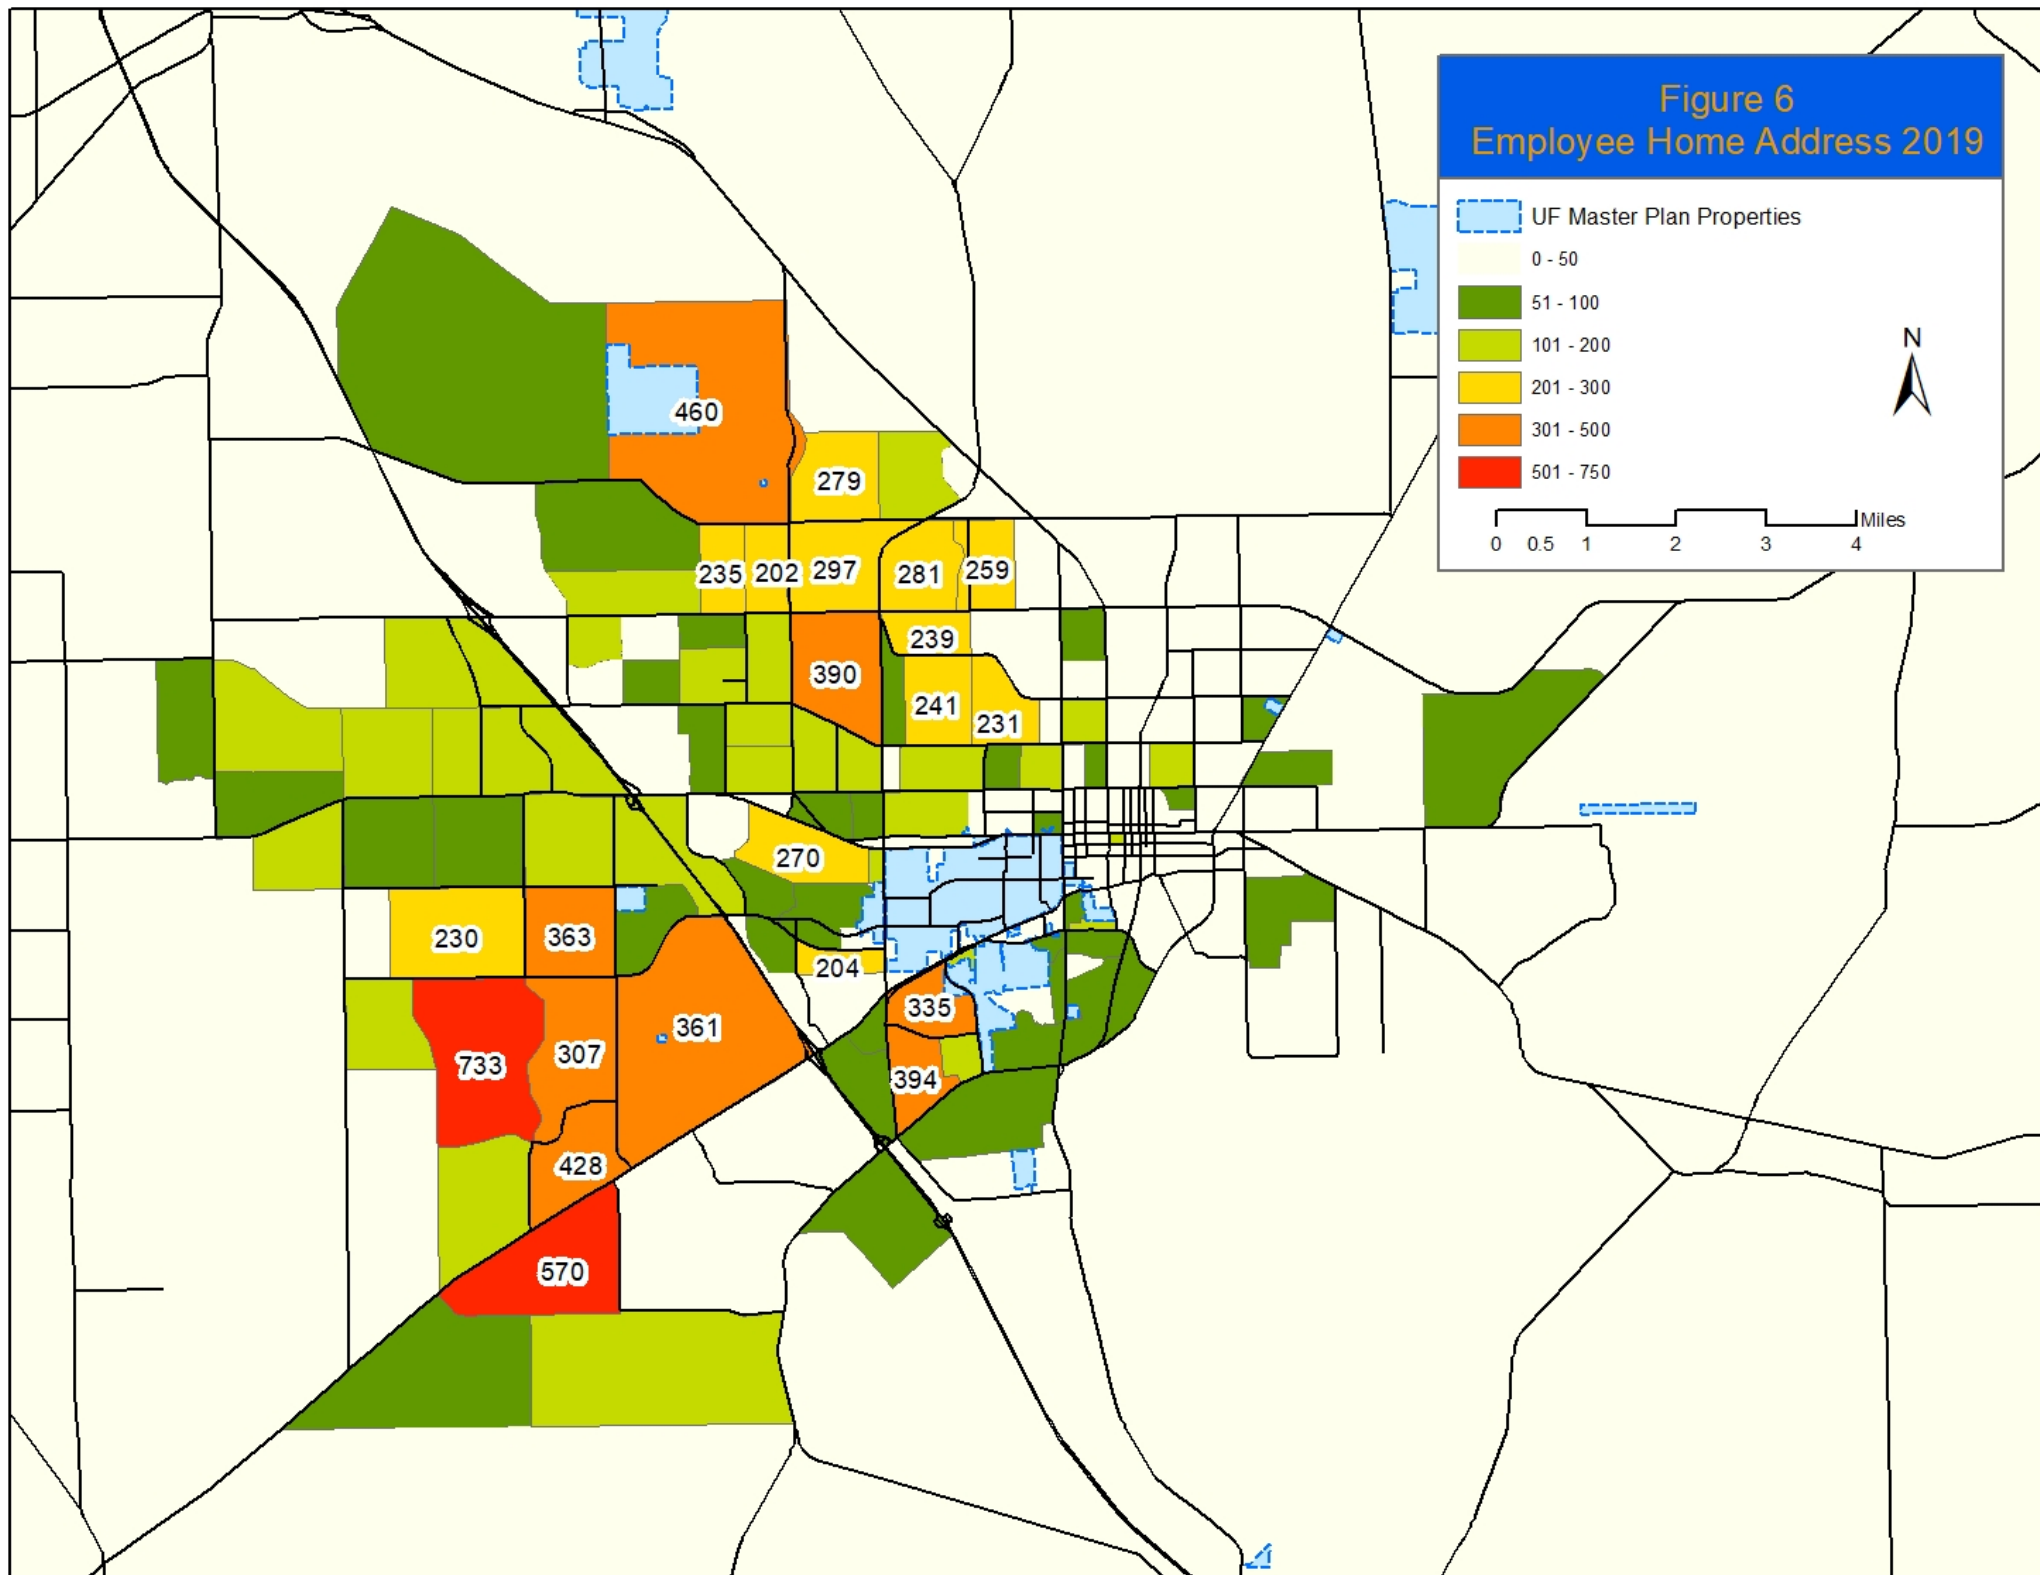 Figure 6
Employee Home Address 2019
UF Master Plan Properties
0 - 50
51 - 100
101 - 200
201 - 300
301 - 500
501 - 750
N
Miles
0 0.5 1 2 3 4
460
279
235 202 297 281 259
239
390
241
231
270
230 363
204
335
361
307
733
394
428
570